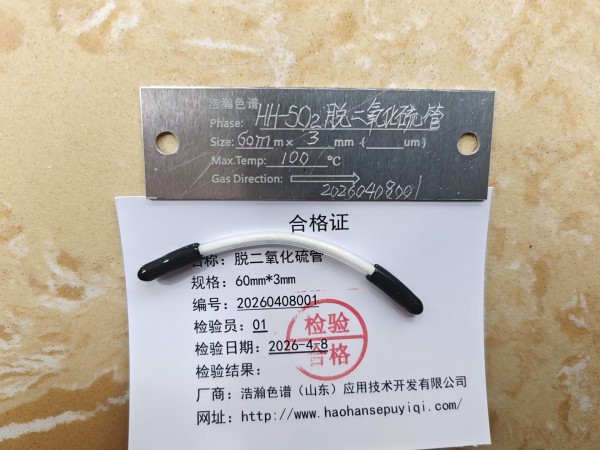 浩瀚色谱
Phase: HH-SO2脱二氧化硫管
Size: 60mm m x 3 mm (____um)
Max.Temp: 100 ℃
Gas Direction:
20260408001
合格证
名称：脱二氧化硫管
规格：60mm*3mm
编号：20260408001
检验员：01
检验日期：2026-4-8
检验结果：
检验
合格
厂商：浩瀚色谱（山东）应用技术开发有限公司
网址：http://www.haohansepuyiqi.com/